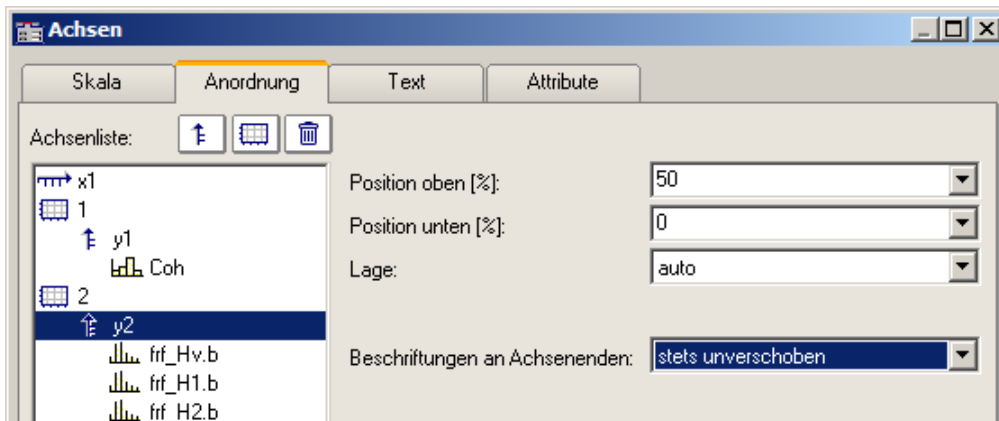 Achsen
Skala Anordnung Text Attribute
Achsenliste:
x1
1
y1
Coh
2
y2
frf_Hv.b
frf_H1.b
frf_H2.b
Position oben [%]: 50
Position unten [%]: 0
Lage: auto
Beschriftungen an Achsenenden: stets unverschoben